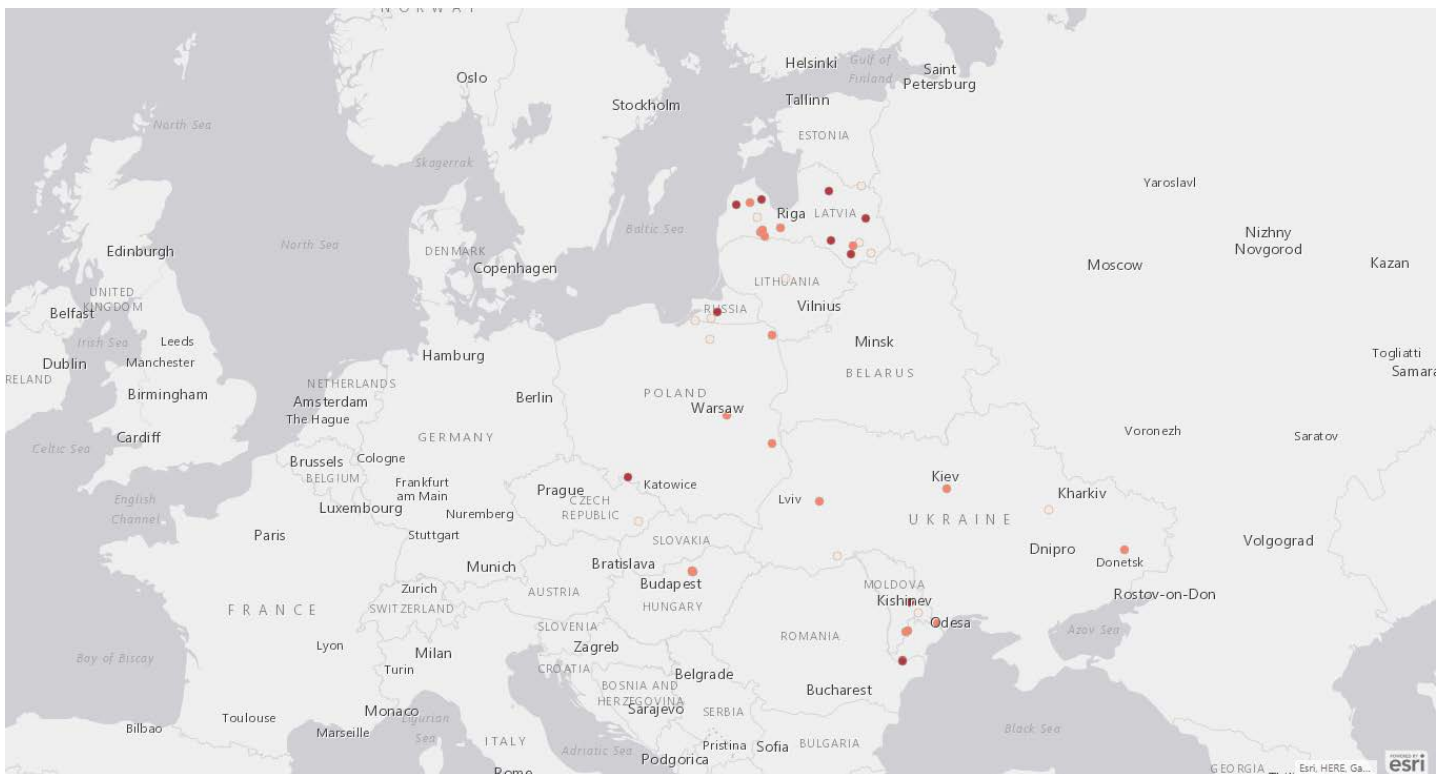 NORWAY
Helsinki
Gulf of
Finland
Saint
Petersburg
Oslo
Stockholm
Tallinn
North Sea
ESTONIA
Skagerrak
Yaroslavl
Riga
LATVIA
Baltic Sea
Nizhny
Novgorod
Edinburgh
North Sea
DENMARK
Copenhagen
Moscow
Kazan
LITHUANIA
UNITED
KINGDOM
Belfast
RUSSIA
Vilnius
Irish Sea
Leeds
Minsk
Dublin
Manchester
Hamburg
Togliatti
Samara
RELAND
NETHERLANDS
BELARUS
Birmingham
Amsterdam
Berlin
POLAND
The Hague
Warsaw
Cardiff
GERMANY
Voronezh
Saratov
Celtic Sea
Brussels
Cologne
BELGIUM
Frankfurt
am Main
Prague
Katowice
Kiev
English
Channel
CZECH
REPUBLIC
Lviv
Kharkiv
Luxembourg
Nuremberg
UKRAINE
Paris
Stuttgart
SLOVAKIA
Dnipro
Volgograd
Munich
Bratislava
Donetsk
Zurich
AUSTRIA
Budapest
MOLDOVA
Kishinev
Rostov-on-Don
FRANCE
SWITZERLAND
HUNGARY
Odesa
SLOVENIA
Azov Sea
Lyon
Milan
Zagreb
ROMANIA
Bay of Biscay
Turin
CROATIA
Belgrade
BOSNIA AND
HERZEGOVINA
Bucharest
Monaco
Sarajevo
SERBIA
Toulouse
Ligurian
Sea
Bilbao
Marseille
ITALY
Adriatic Sea
Pristina
Sofia
BULGARIA
Black Sea
Podgorica
Rome
GEORGIA
Esri, HERE, Ga...
POWERED BY
esri